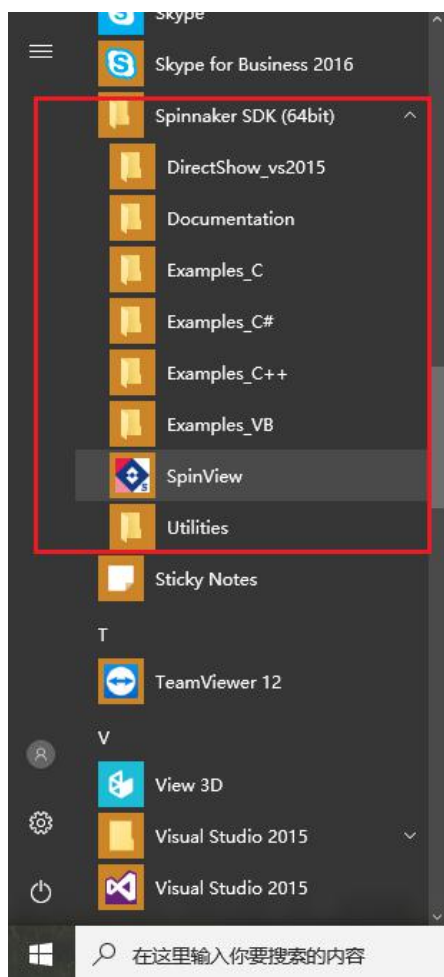 Skype
Skype for Business 2016
Spinnaker SDK (64bit)
DirectShow_vs2015
Documentation
Examples_C
Examples_C#
Examples_C++
Examples_VB
SpinView
Utilities
Sticky Notes
T
TeamViewer 12
V
View 3D
Visual Studio 2015
Visual Studio 2015
在这里输入你要搜索的内容